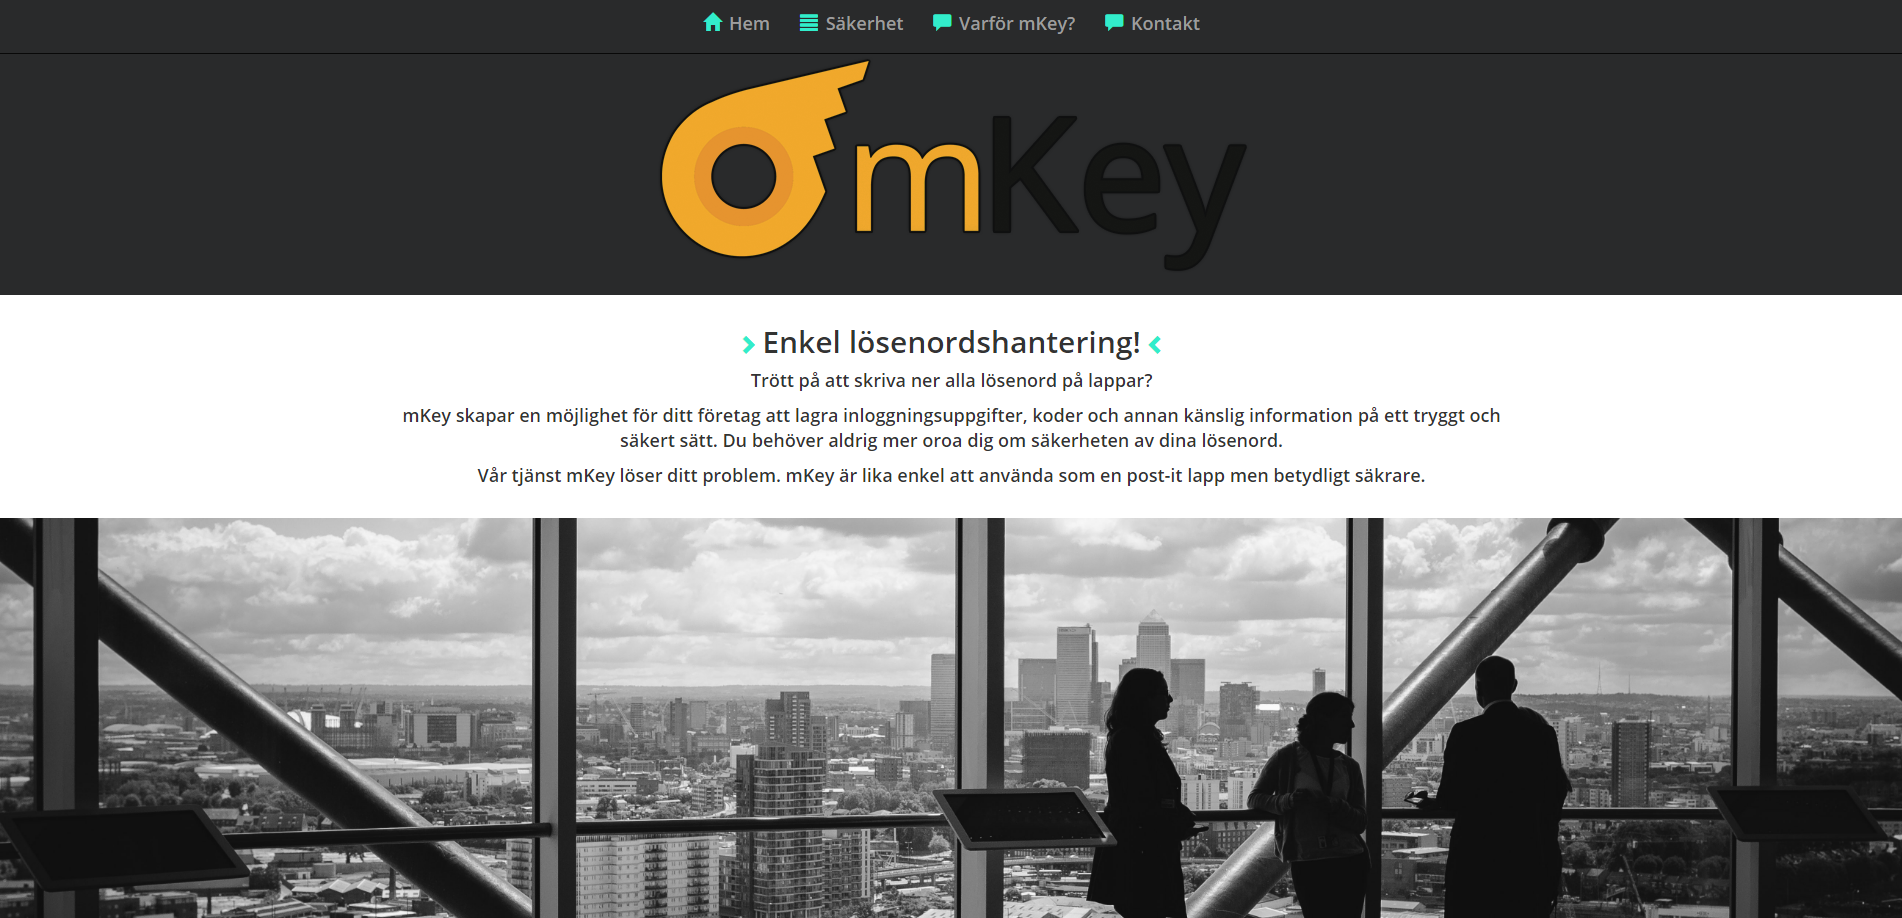 Hem Säkerhet Varför mKey? Kontakt
mKey
Enkel lösenordshantering!
Trött på att skriva ner alla lösenord på lappar?
mKey skapar en möjlighet för ditt företag att lagra inloggningsuppgifter, koder och annan känslig information på ett tryggt och
säkert sätt. Du behöver aldrig mer oroa dig om säkerheten av dina lösenord.
Vår tjänst mKey löser ditt problem. mKey är lika enkel att använda som en post-it lapp men betydligt säkrare.